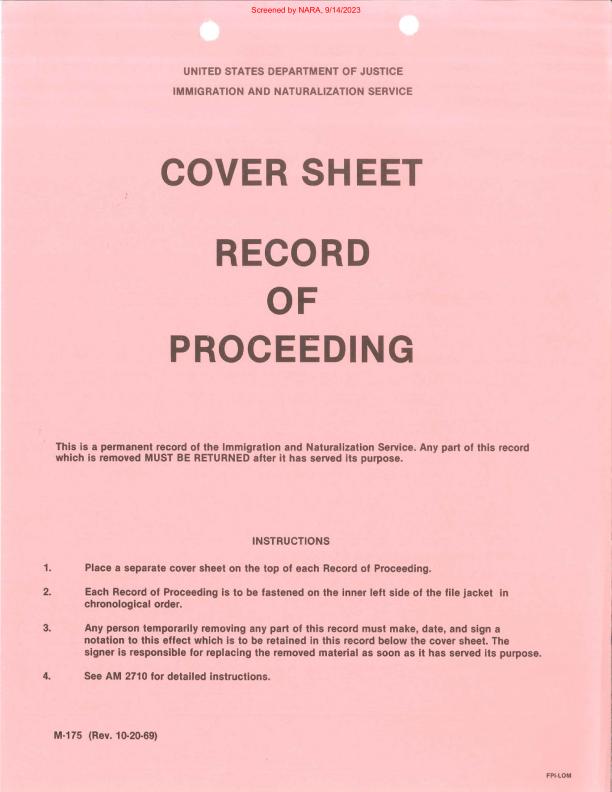 Screened by NARA, 9/14/2023
UNITED STATES DEPARTMENT OF JUSTICE
IMMIGRATION AND NATURALIZATION SERVICE
COVER SHEET
RECORD
OF
PROCEEDING
This is a permanent record of the Immigration and Naturalization Service. Any part of this record
which is removed MUST BE RETURNED after it has served its purpose.
INSTRUCTIONS
1. Place a separate cover sheet on the top of each Record of Proceeding.
2. Each Record of Proceeding is to be fastened on the inner left side of the file jacket in
chronological order.
3. Any person temporarily removing any part of this record must make, date, and sign a
notation to this effect which is to be retained in this record below the cover sheet. The
signer is responsible for replacing the removed material as soon as it has served its purpose.
4. See AM 2710 for detailed instructions.
M-175 (Rev. 10-20-69)
FPI-LOM